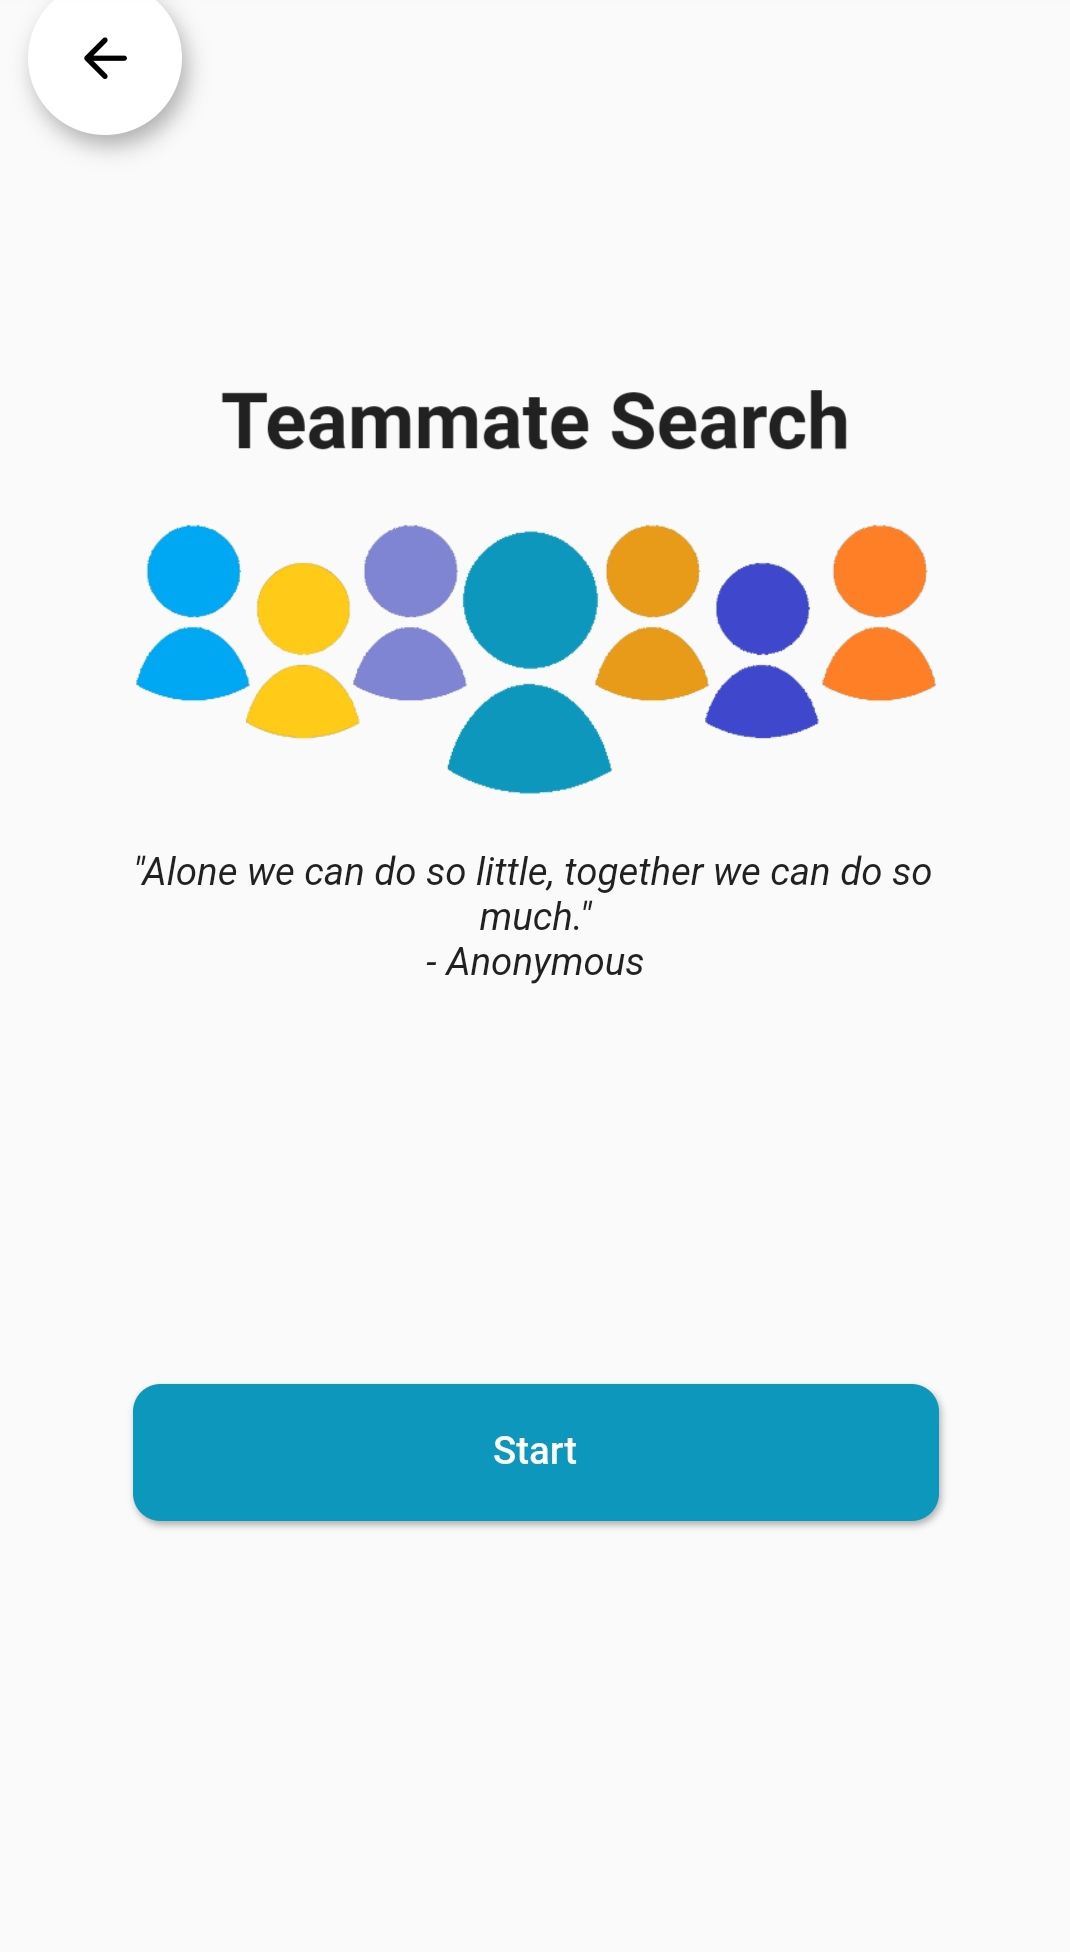 Teammate Search
"Alone we can do so little, together we can do so
much."
- Anonymous
Start